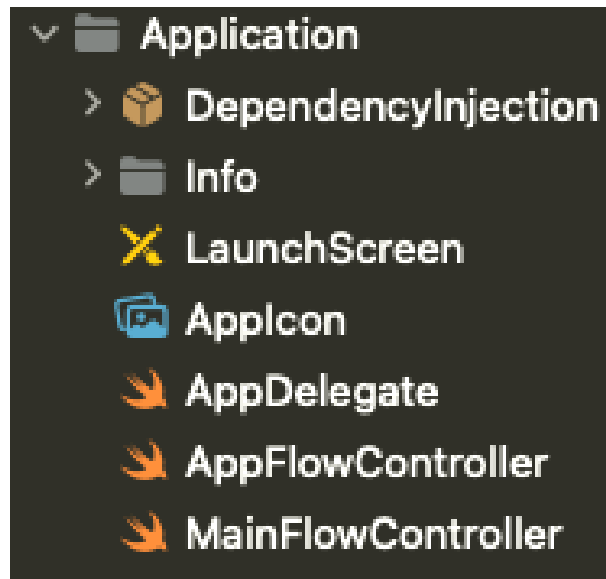 Application
DependencyInjection
Info
LaunchScreen
AppIcon
AppDelegate
AppFlowController
MainFlowController